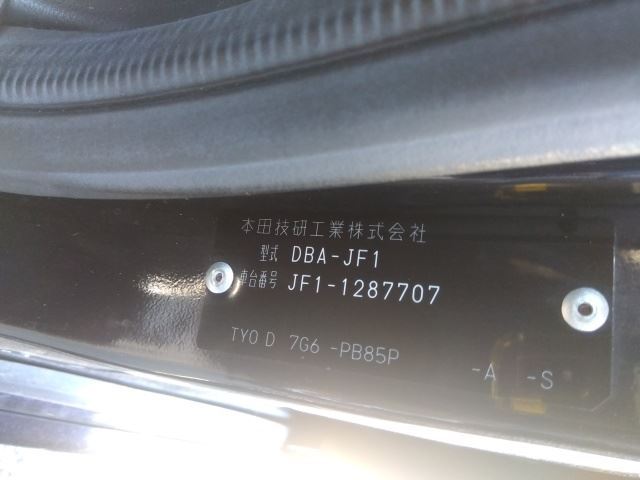 本田技研工業株式会社
型式 DBA-JF1
車台番号 JF1-1287707
TYO D 7G6 -PB85P -A -S